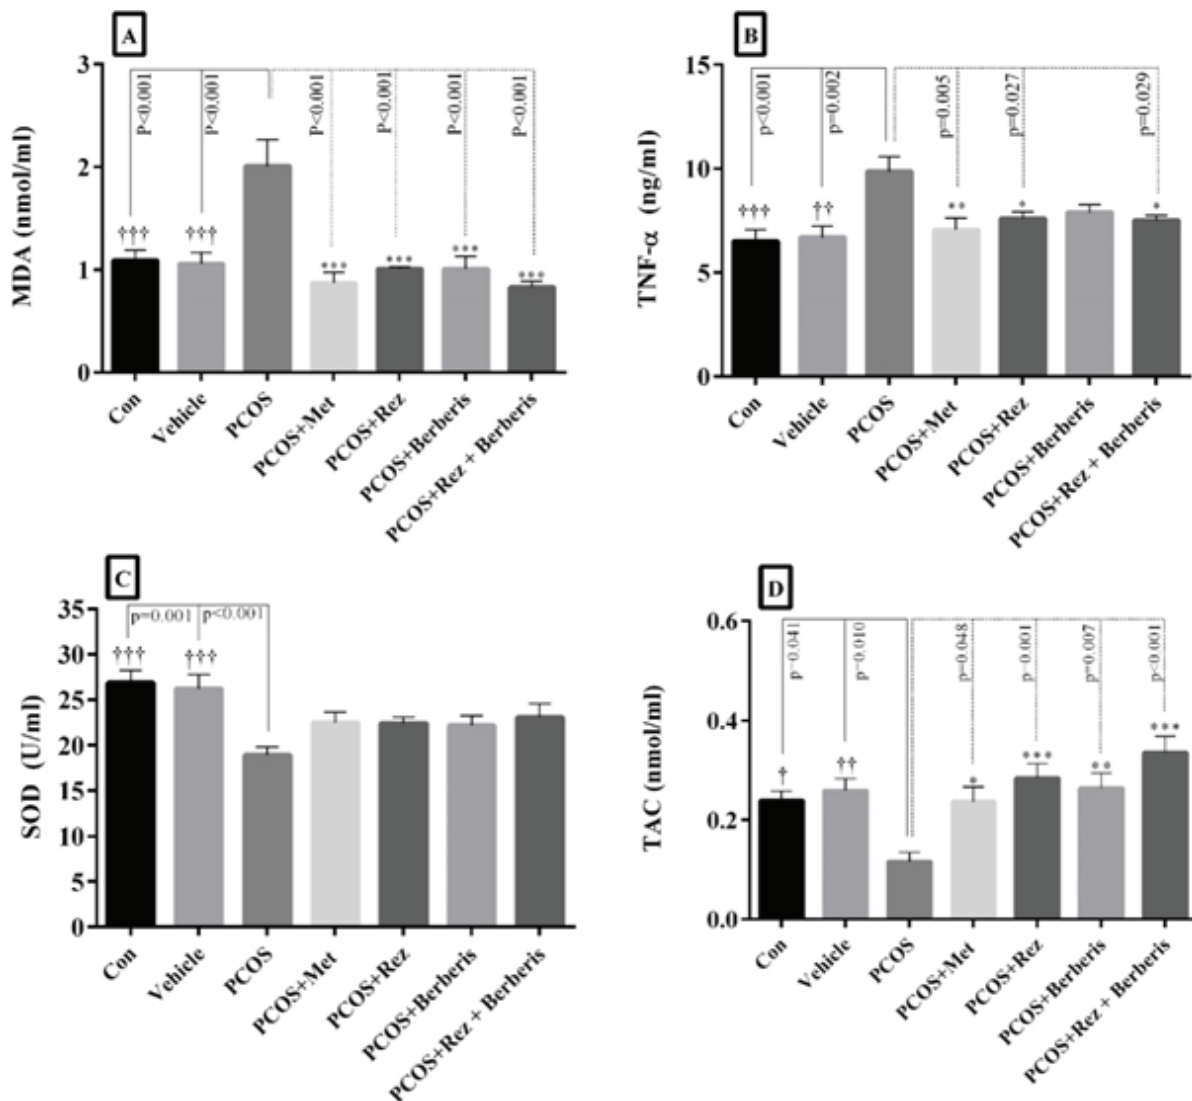 A
MDA (nmol/ml)
3
2
1
0
P<0.001
P<0.001
P<0.001
P<0.001
P<0.001
P<0.001
†††
†††
***
***
***
***
Con
Vehicle
PCOS
PCOS+Met
PCOS+Rez
PCOS+Berberis
PCOS+Rez + Berberis
B
TNF-α (ng/ml)
15
10
5
0
p<0.001
p=0.002
p=0.005
p=0.027
p=0.029
†††
††
**
*
*
Con
Vehicle
PCOS
PCOS+Met
PCOS+Rez
PCOS+Berberis
PCOS+Rez + Berberis
C
SOD (U/ml)
35
30
25
20
15
10
5
0
p=0.001
p<0.001
†††
†††
Con
Vehicle
PCOS
PCOS+Met
PCOS+Rez
PCOS+Berberis
PCOS+Rez + Berberis
D
TAC (nmol/ml)
0.6
0.4
0.2
0.0
p=0.041
p=0.010
p=0.048
p=0.001
p=0.007
p<0.001
†
††
*
***
**
***
Con
Vehicle
PCOS
PCOS+Met
PCOS+Rez
PCOS+Berberis
PCOS+Rez + Berberis